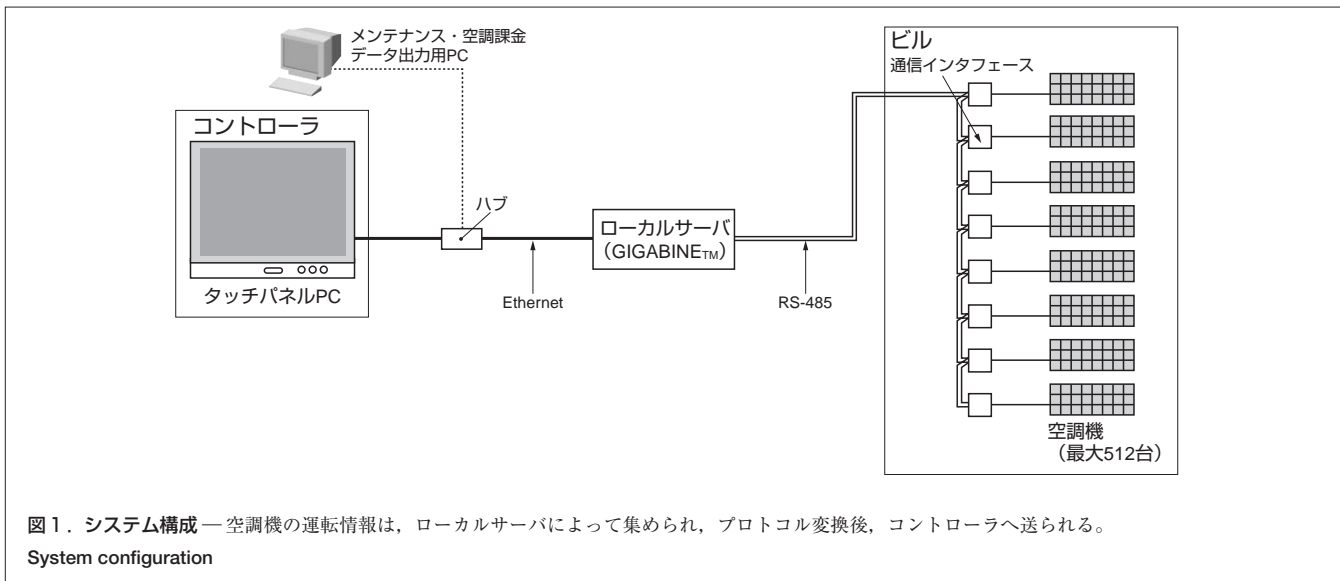 メンテナンス・空調課金
データ出力用PC
コントローラ
タッチパネルPC
ハブ
Ethernet
ローカルサーバ
（GIGABINE™）
RS-485
ビル
通信インタフェース
空調機
（最大512台）
図1．システム構成 — 空調機の運転情報は，ローカルサーバによって集められ，プロトコル変換後，コントローラへ送られる。
System configuration